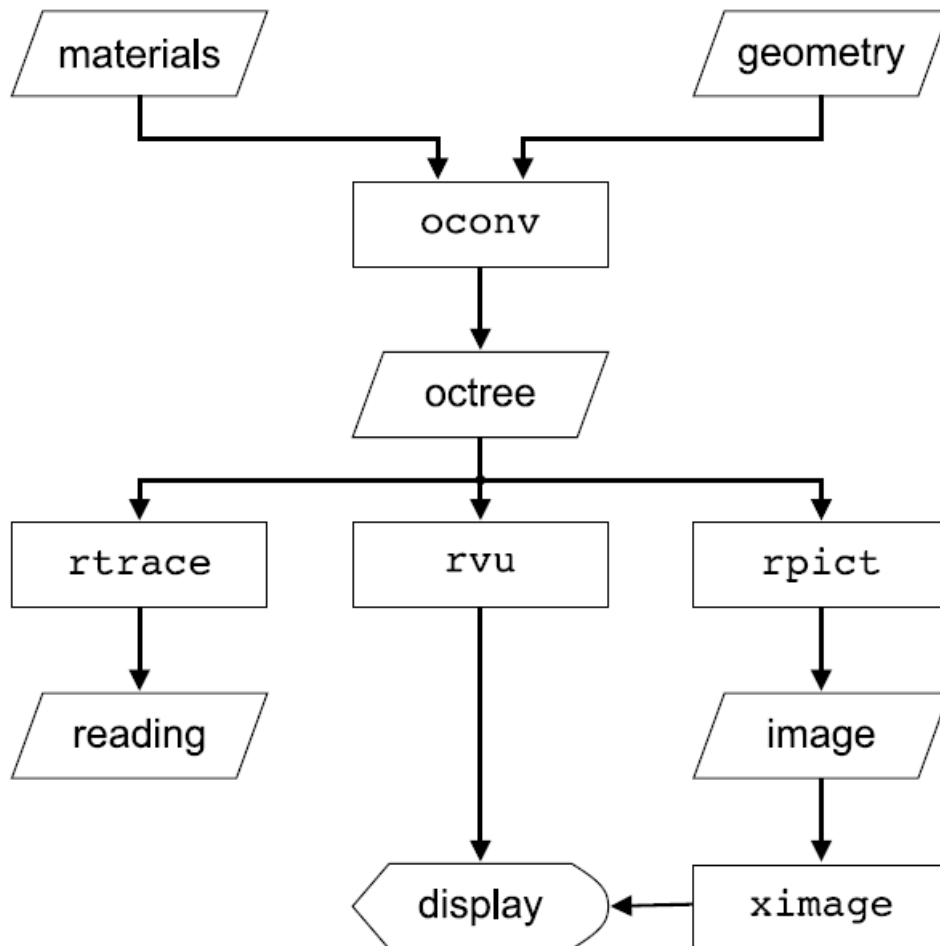 materials
geometry
oconv
octree
rtrace
rvu
rpict
reading
image
display
ximage